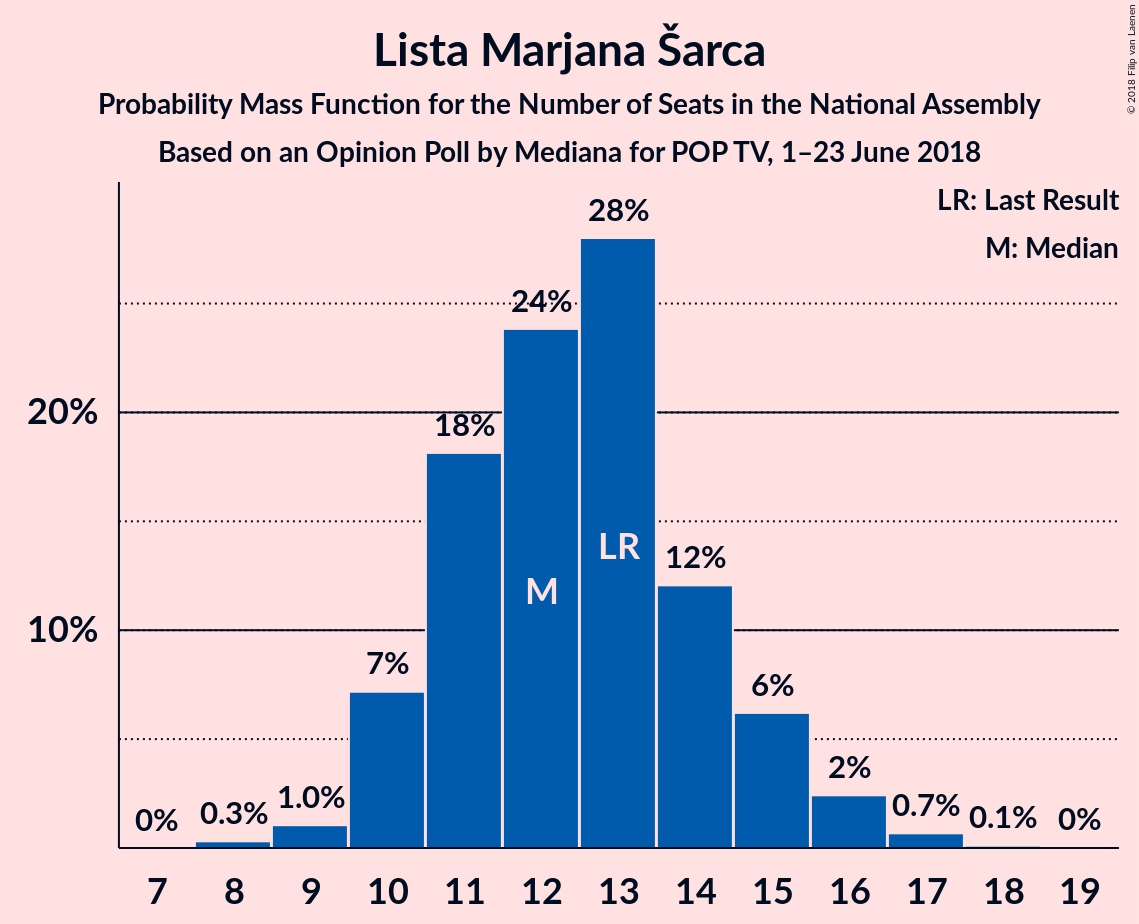 Lista Marjana Šarca
Probability Mass Function for the Number of Seats in the National Assembly
Based on an Opinion Poll by Mediana for POP TV, 1–23 June 2018
© 2018 Filip van Laenen
LR: Last Result
M: Median
28%
24%
20%
18%
LR
12%
M
10%
7%
6%
2%
1.0%
0.7%
0.3%
0.1%
0%
0%
7 8 9 10 11 12 13 14 15 16 17 18 19